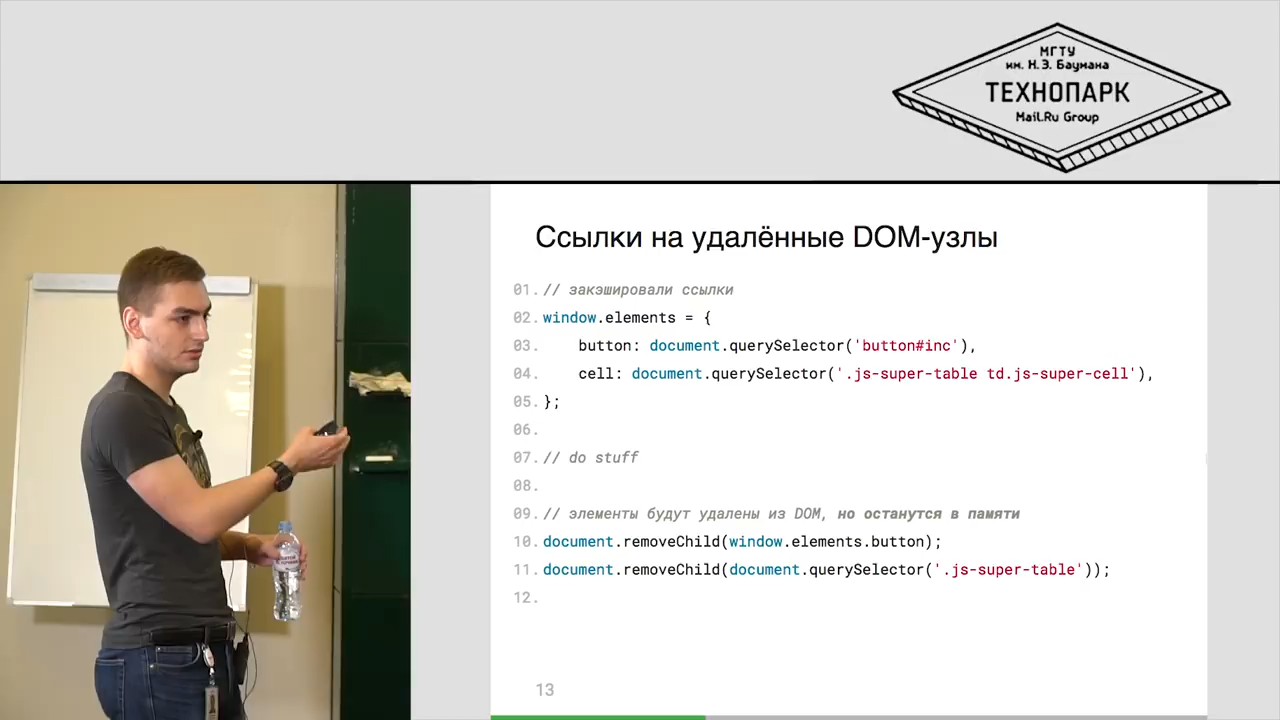 МГТУ
им. Н.Э. Баумана
ТЕХНОПАРК
Mail.Ru Group
Ссылки на удалённые DOM-узлы
01. // закэшировали ссылки
02. window.elements = {
03.     button: document.querySelector('button#inc'),
04.     cell: document.querySelector('.js-super-table td.js-super-cell'),
05. };
06.
07. // do stuff
08.
09. // элементы будут удалены из DOM, но останутся в памяти
10. document.removeChild(window.elements.button);
11. document.removeChild(document.querySelector('.js-super-table'));
12.
13